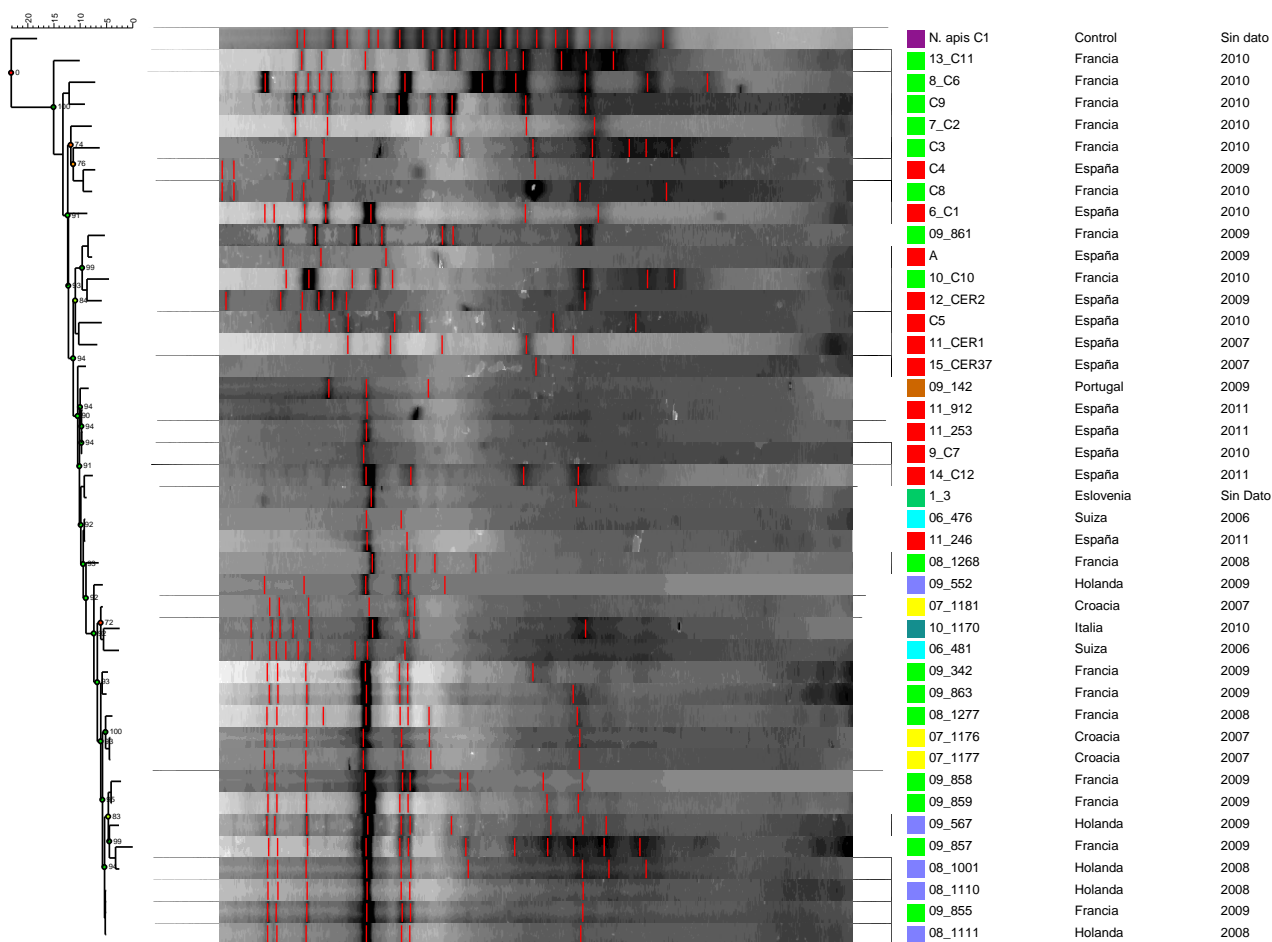 20 15 10 5 0
0
100
74
76
91
99
93
84
94
94
90
94
94
91
92
93
92
72
93
100
93
83
99
N. apis C1 Control Sin dato
13_C11 Francia 2010
8_C6 Francia 2010
C9 Francia 2010
7_C2 Francia 2010
C3 Francia 2010
C4 España 2009
C8 Francia 2010
6_C1 España 2010
09_861 Francia 2009
A España 2009
10_C10 Francia 2010
12_CER2 España 2009
C5 España 2010
11_CER1 España 2007
15_CER37 España 2007
09_142 Portugal 2009
11_912 España 2011
11_253 España 2011
9_C7 España 2010
14_C12 España 2011
1_3 Eslovenia Sin Dato
06_476 Suiza 2006
11_246 España 2011
08_1268 Francia 2008
09_552 Holanda 2009
07_1181 Croacia 2007
10_1170 Italia 2010
06_481 Suiza 2006
09_342 Francia 2009
09_863 Francia 2009
08_1277 Francia 2008
07_1176 Croacia 2007
07_1177 Croacia 2007
09_858 Francia 2009
09_859 Francia 2009
09_567 Holanda 2009
09_857 Francia 2009
08_1001 Holanda 2008
08_1110 Holanda 2008
09_855 Francia 2009
08_1111 Holanda 2008